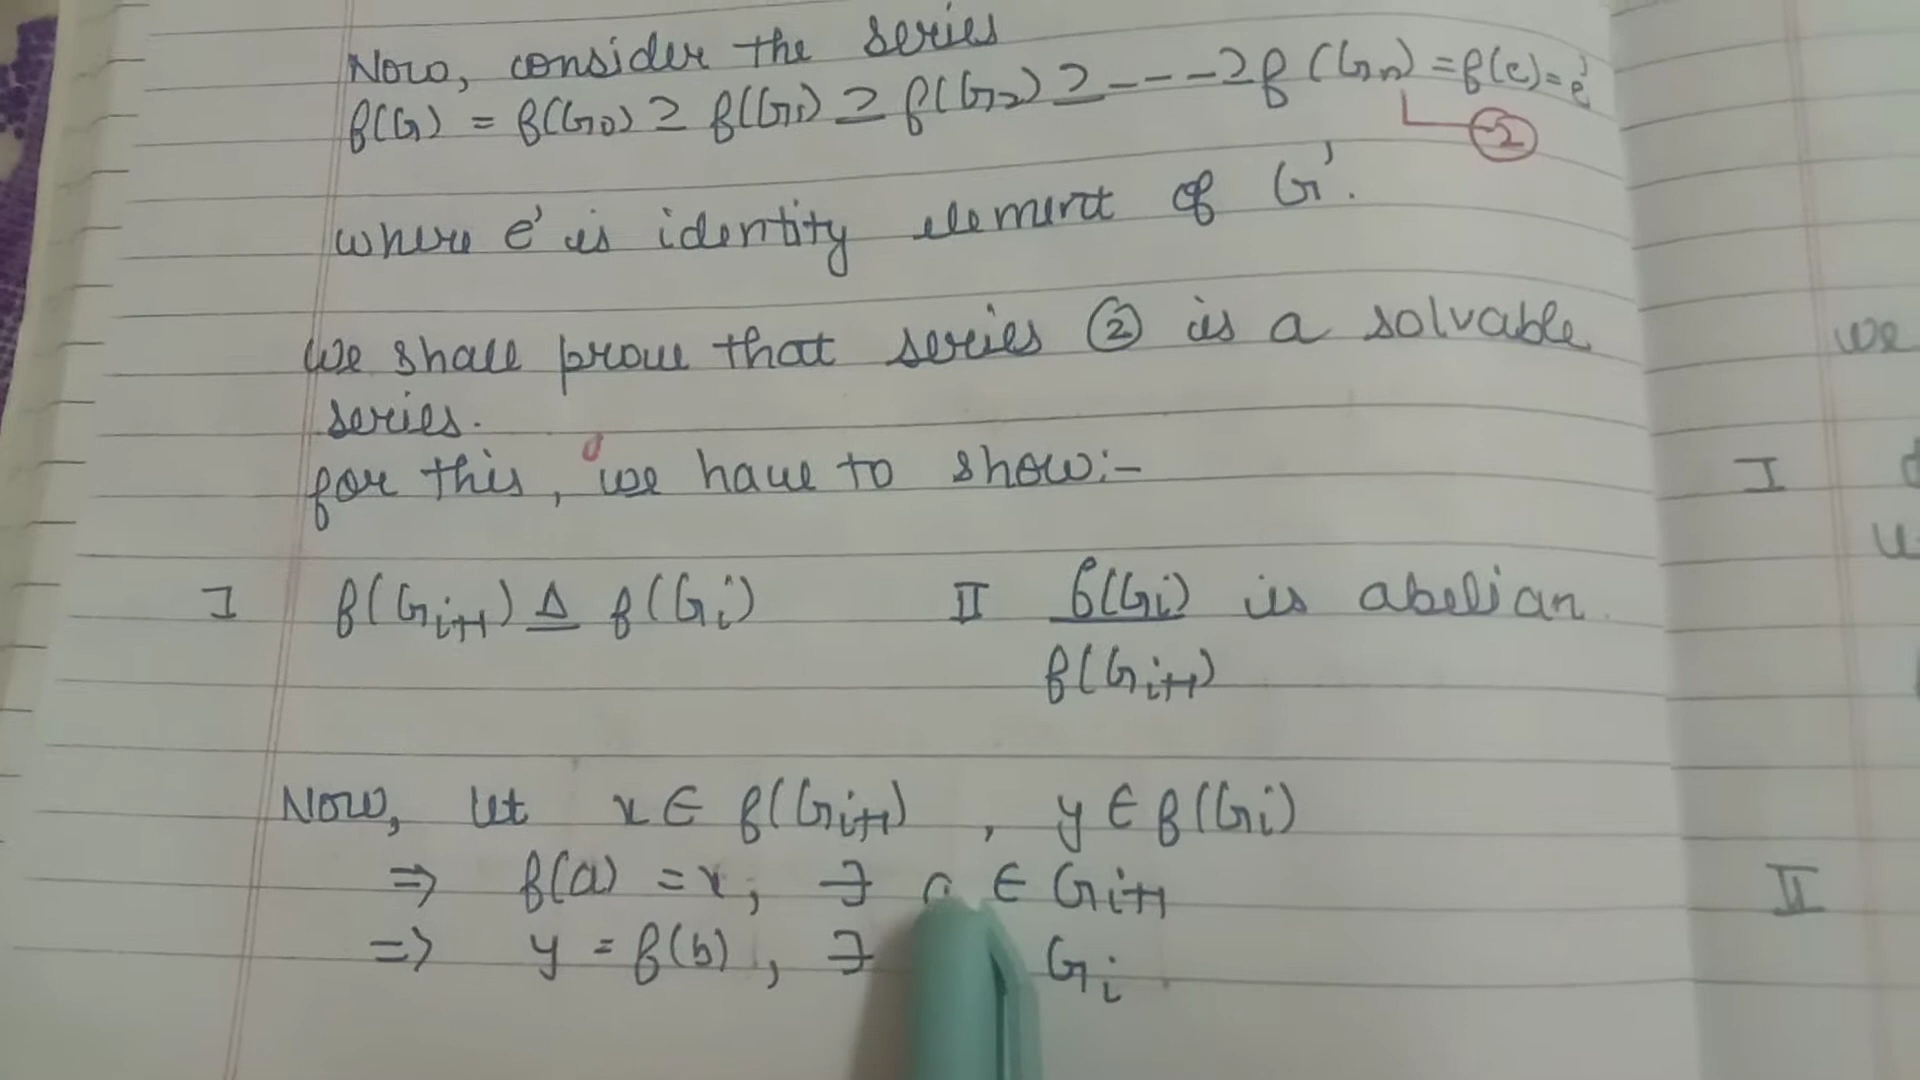 Now, consider the series
f(G) = f(G₀) ⊇ f(G₁) ⊇ f(G₂) ⊇ ---- ⊇ f(Gₙ) = f(e) = e'
②
where e' is identity element of G'.
we shall prove that series ② is a solvable
series.
for this, we have to show:-
I f(Gᵢ₊₁) ⊴ f(Gᵢ) II f(Gᵢ) is abelian
f(Gᵢ₊₁)
Now, let x ∈ f(Gᵢ₊₁) , y ∈ f(Gᵢ)
⇒ f(a) = x, ∃ a ∈ Gᵢ₊₁
⇒ y = f(b), ∃ Gᵢ
we
I
II